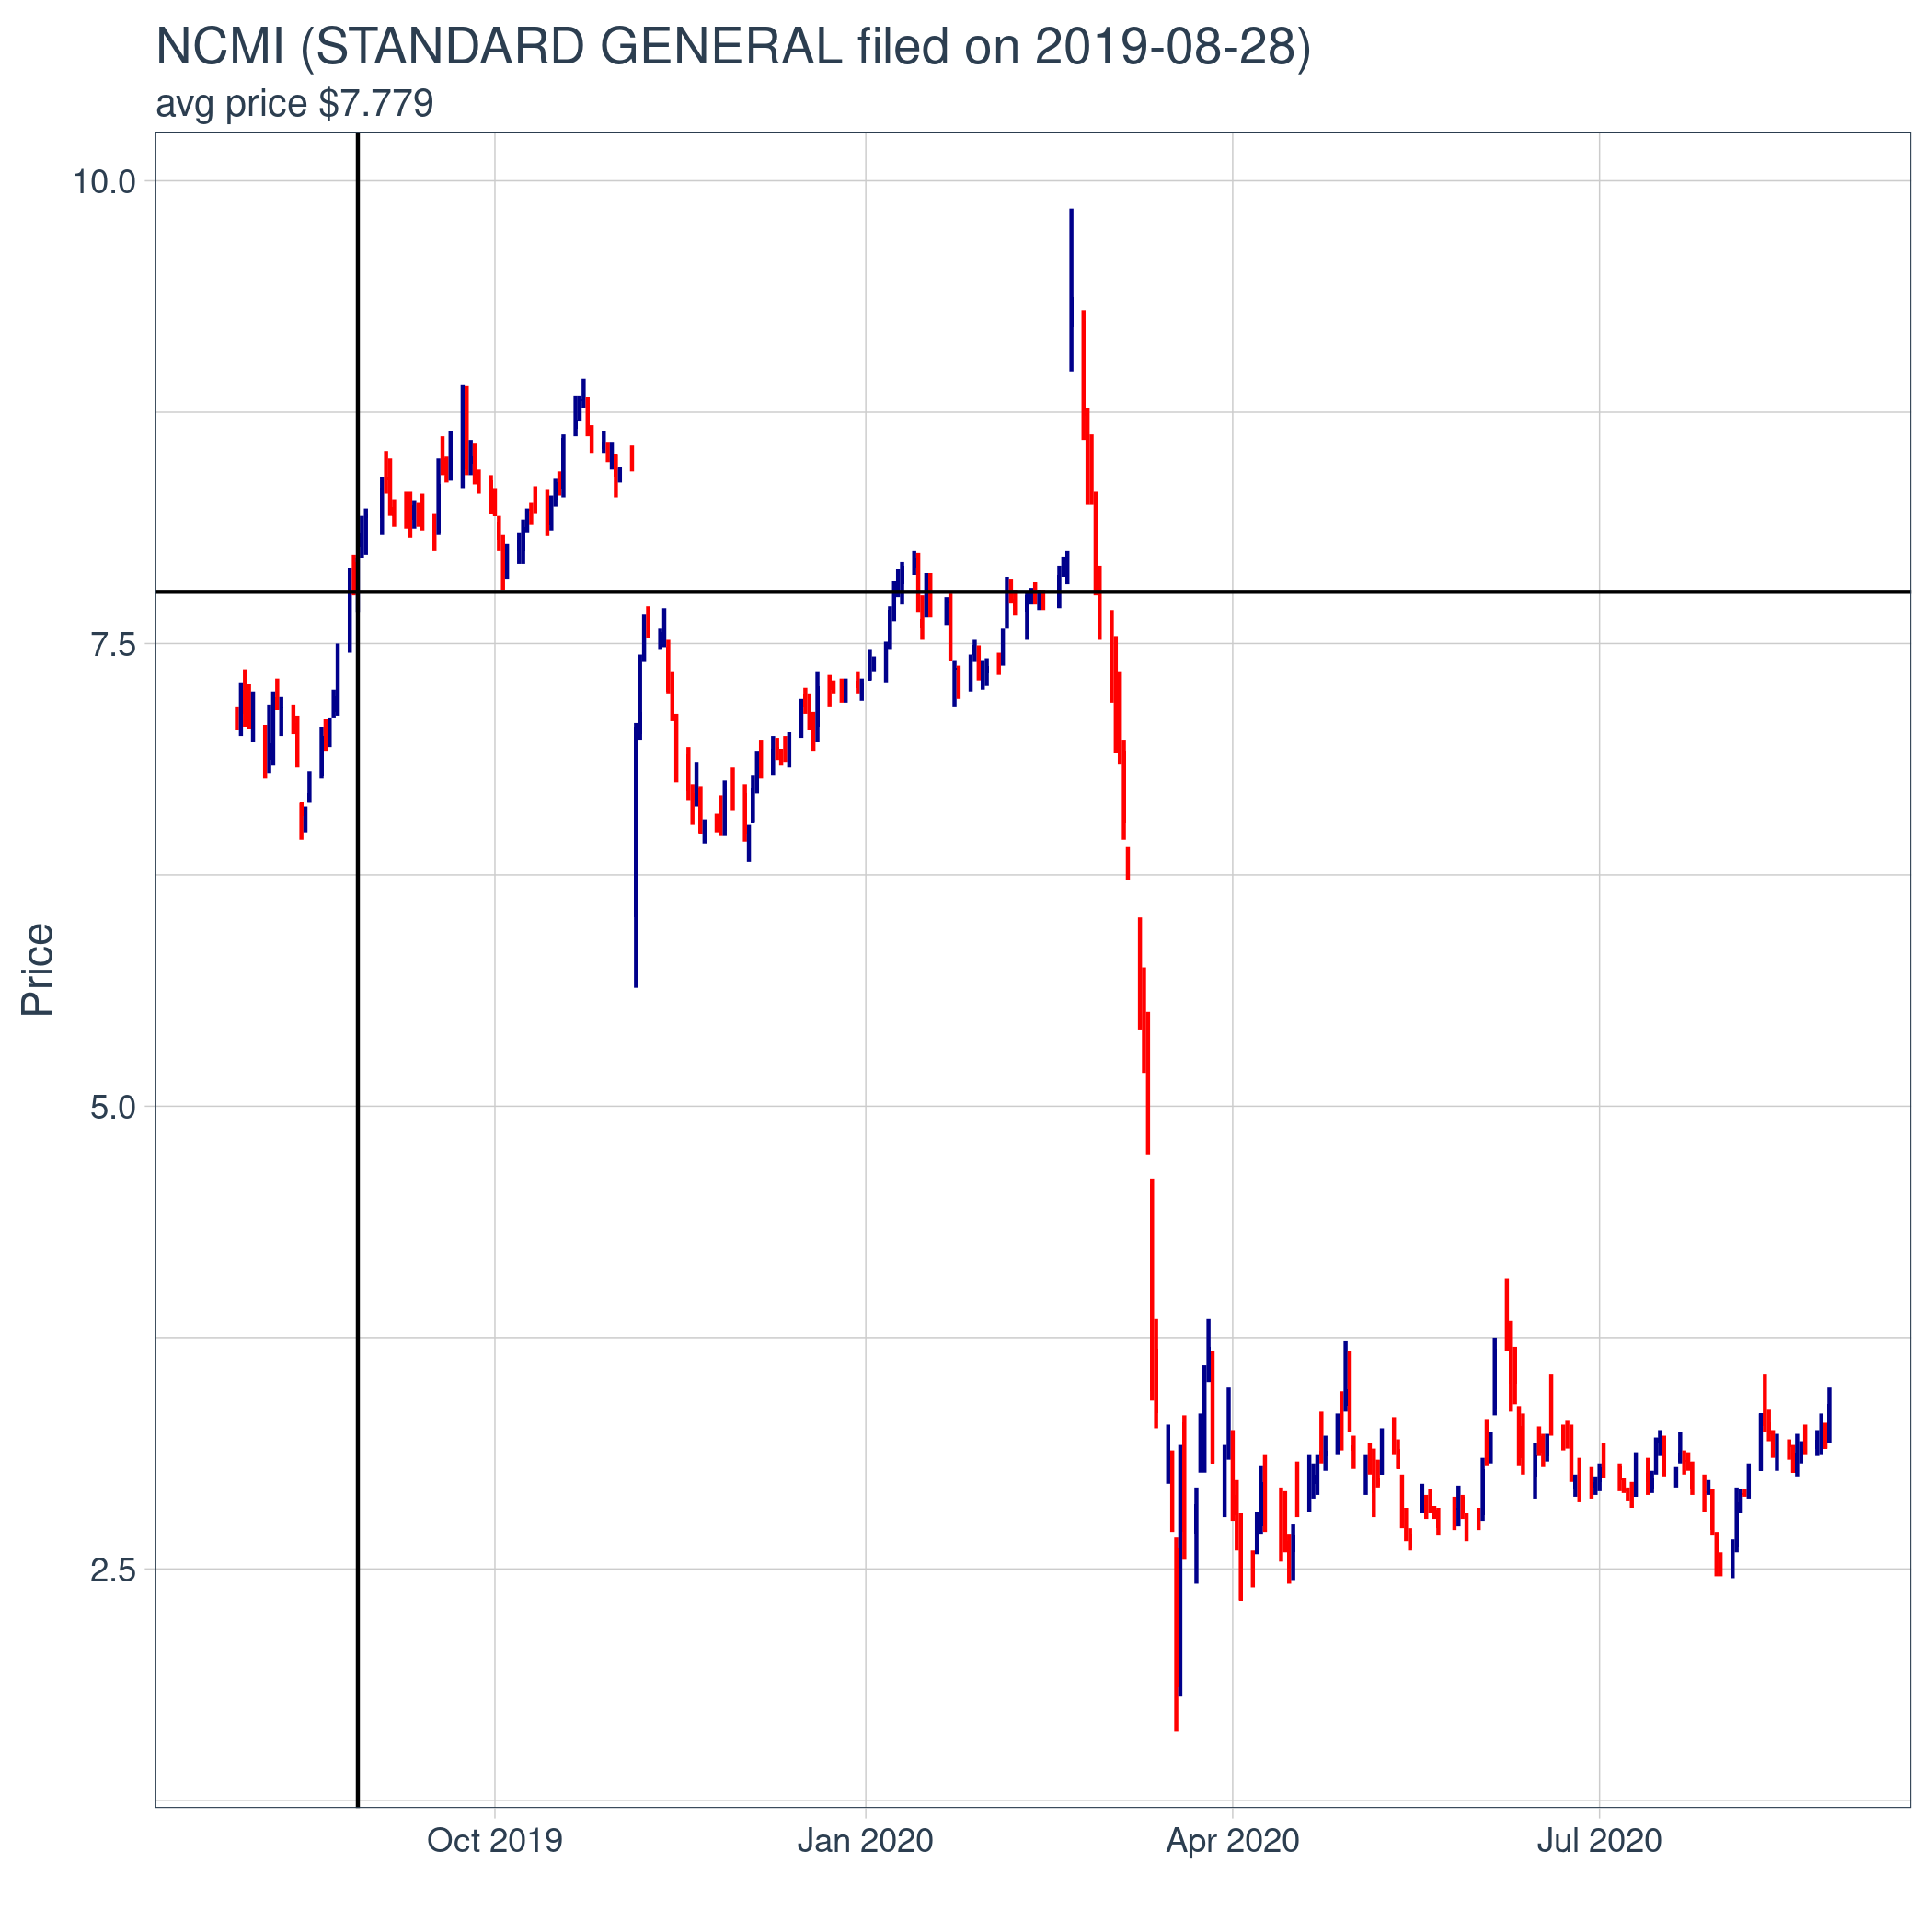 NCMI (STANDARD GENERAL filed on 2019-08-28)
avg price $7.779
10.0
7.5
5.0
2.5
Price
Oct 2019
Jan 2020
Apr 2020
Jul 2020